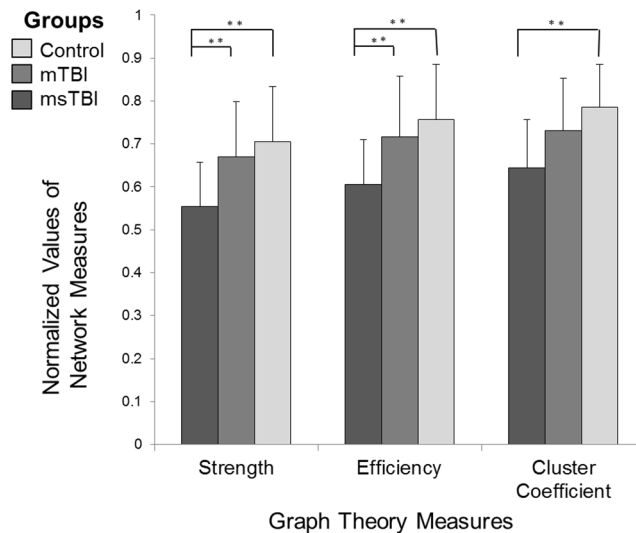 Groups
Control
mTBI
msTBI
Normalized Values of
Network Measures
1
0.9
0.8
0.7
0.6
0.5
0.4
0.3
0.2
0.1
0
** **
** **
**
Strength
Efficiency
Cluster
Coefficient
Graph Theory Measures